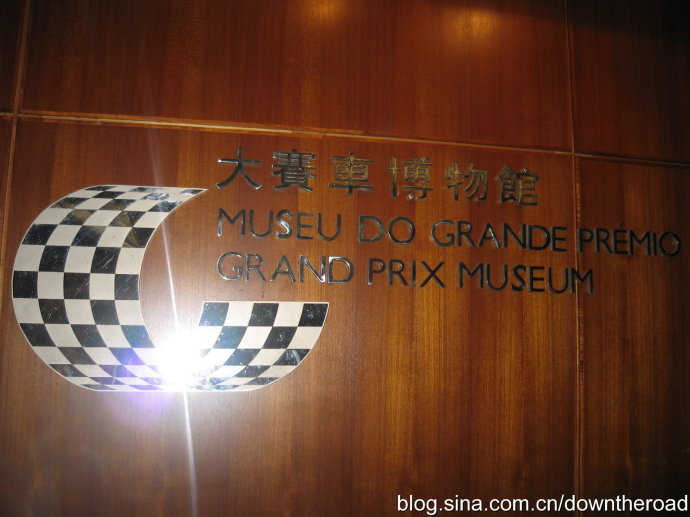 大賽車博物館
MUSEU DO GRANDE PRÉMIO
GRAND PRIX MUSEUM
blog.sina.com.cn/downtheroad